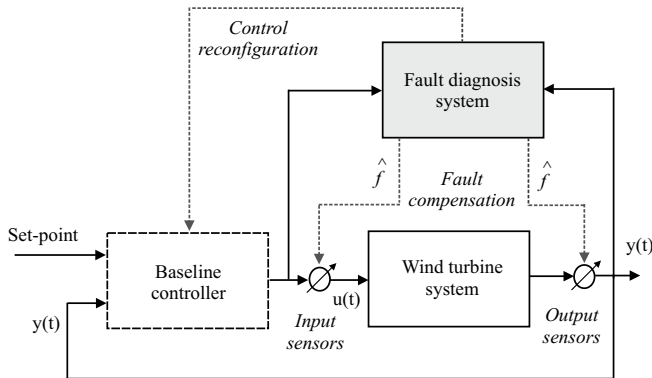 Control
reconfiguration
Fault diagnosis
system
^
f
Fault
compensation
^
f
Set-point
Baseline
controller
Wind turbine
system
y(t)
u(t)
y(t)
Input
sensors
Output
sensors